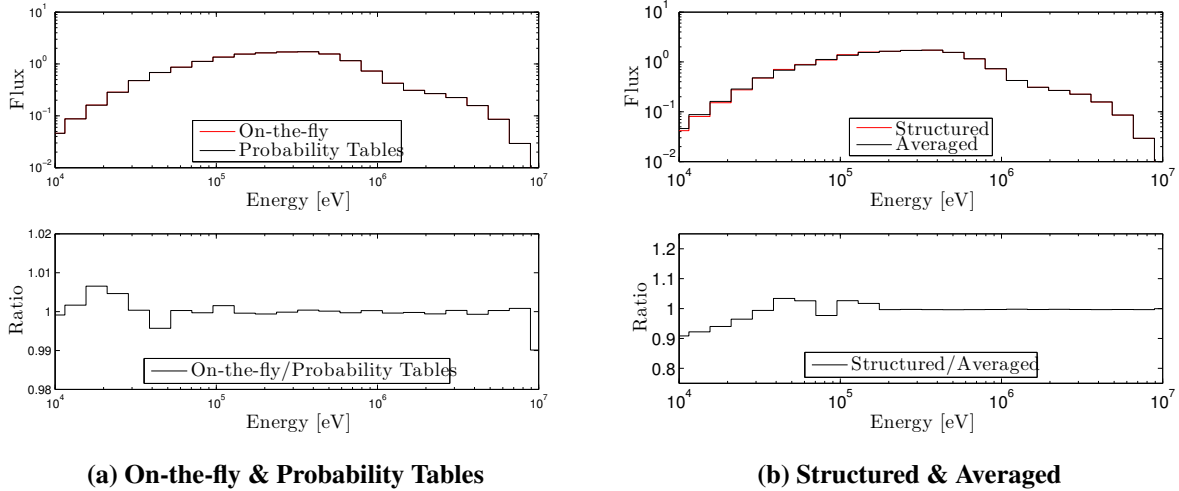 10^1
10^0
10^-1
10^-2
Flux
On-the-fly
Probability Tables
10^4 10^5 10^6 10^7
Energy [eV]
1.02
1.01
1
0.99
0.98
Ratio
On-the-fly/Probability Tables
10^4 10^5 10^6 10^7
Energy [eV]
(a) On-the-fly & Probability Tables
10^1
10^0
10^-1
10^-2
Flux
Structured
Averaged
10^4 10^5 10^6 10^7
Energy [eV]
1.2
1.1
1
0.9
0.8
Ratio
Structured/Averaged
10^4 10^5 10^6 10^7
Energy [eV]
(b) Structured & Averaged